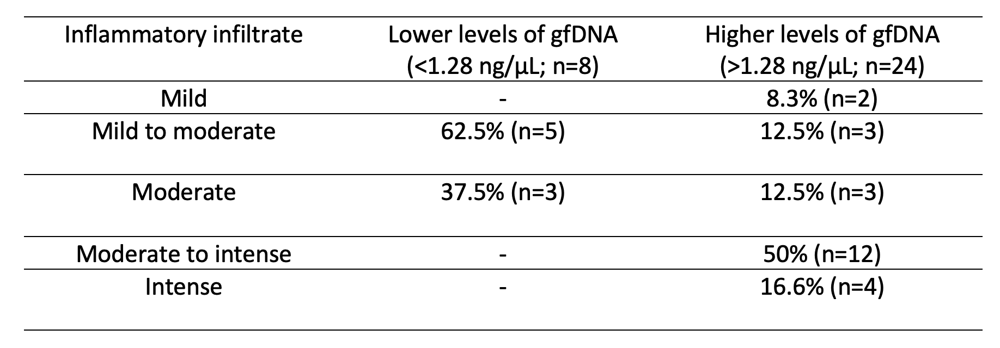 Inflammatory infiltrate Lower levels of gfDNA Higher levels of gfDNA
(<1.28 ng/µL; n=8) (>1.28 ng/µL; n=24)
Mild - 8.3% (n=2)
Mild to moderate 62.5% (n=5) 12.5% (n=3)
Moderate 37.5% (n=3) 12.5% (n=3)
Moderate to intense - 50% (n=12)
Intense - 16.6% (n=4)